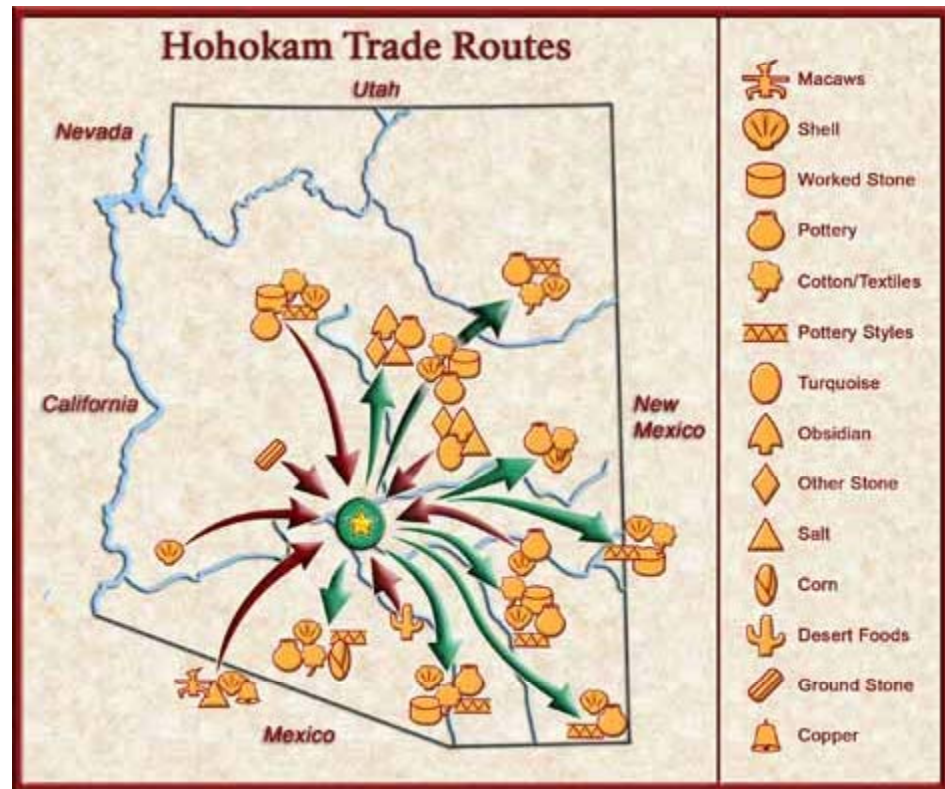 Hohokam Trade Routes
Utah
Nevada
California
New
Mexico
Mexico
Macaws
Shell
Worked Stone
Pottery
Cotton/Textiles
Pottery Styles
Turquoise
Obsidian
Other Stone
Salt
Corn
Desert Foods
Ground Stone
Copper